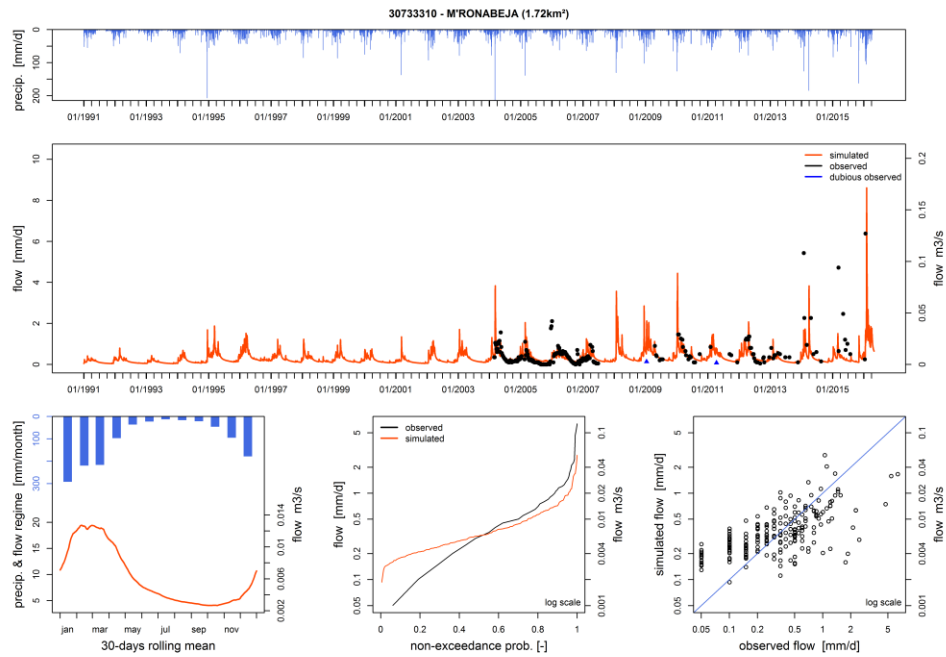 30733310 - M'RONABEJA (1.72km²)
precip. [mm/d]
0
100
200
01/1991 01/1993 01/1995 01/1997 01/1999 01/2001 01/2003 01/2005 01/2007 01/2009 01/2011 01/2013 01/2015
flow [mm/d]
10
8
6
4
2
0
simulated
observed
dubious observed
0.2
0.15
0.1
0.05
0
flow m3/s
01/1991 01/1993 01/1995 01/1997 01/1999 01/2001 01/2003 01/2005 01/2007 01/2009 01/2011 01/2013 01/2015
precip. & flow regime [mm/month]
0
100
300
20
15
10
5
0.014
0.010
0.006
0.002
flow m3/s
jan mar may jul sep nov
30-days rolling mean
flow [mm/d]
5
2
1
0.5
0.2
0.1
0.05
observed
simulated
0.1
0.04
0.02
0.01
0.004
0.001
flow m3/s
log scale
0 0.2 0.4 0.6 0.8 1
non-exceedance prob. [-]
simulated flow [mm/d]
5
2
1
0.5
0.2
0.1
0.05
0.1
0.04
0.02
0.01
0.004
0.001
flow m3/s
log scale
0.05 0.1 0.2 0.5 1 2 5
observed flow [mm/d]